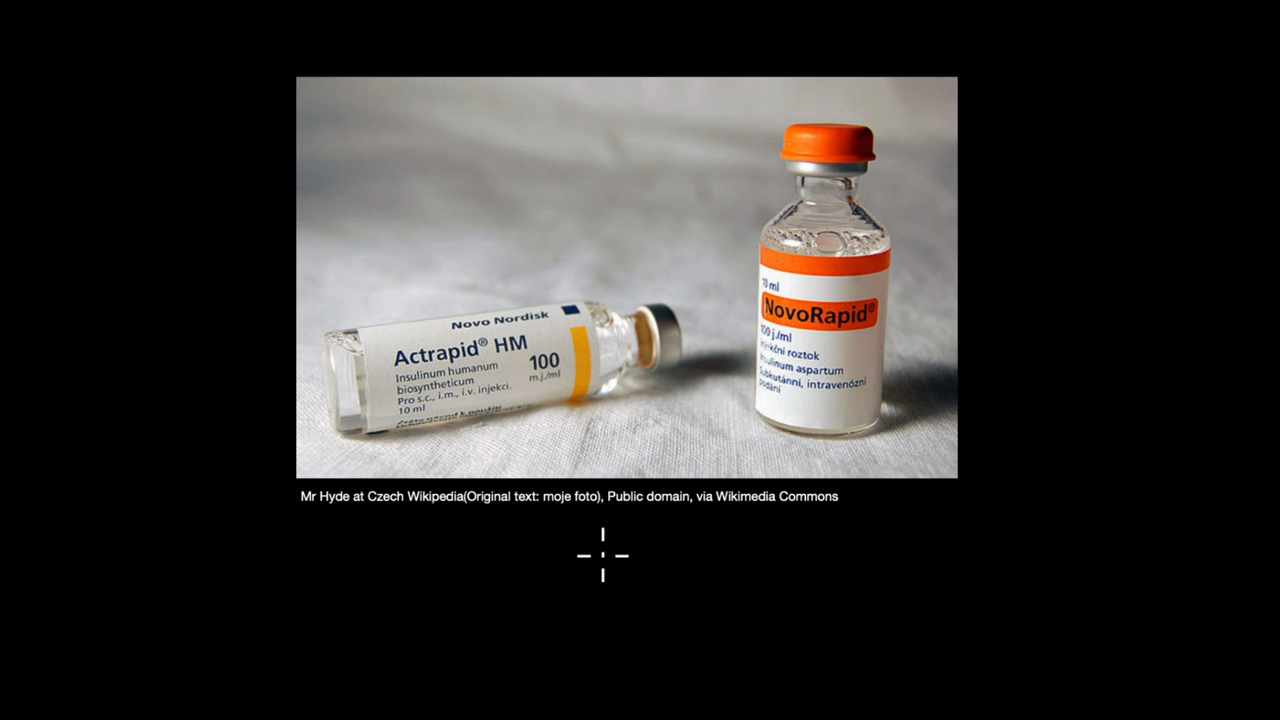 Novo Nordisk
Actrapid® HM
100
m.j./ml
Insulinum humanum
biosyntheticum
Pro s.c., i.m., i.v. injekci.
10 ml
10 ml
NovoRapid®
100 j./ml
injekční roztok
Insulinum aspartum
Subkutánní, intravenózní
podání
Mr Hyde at Czech Wikipedia(Original text: moje foto), Public domain, via Wikimedia Commons